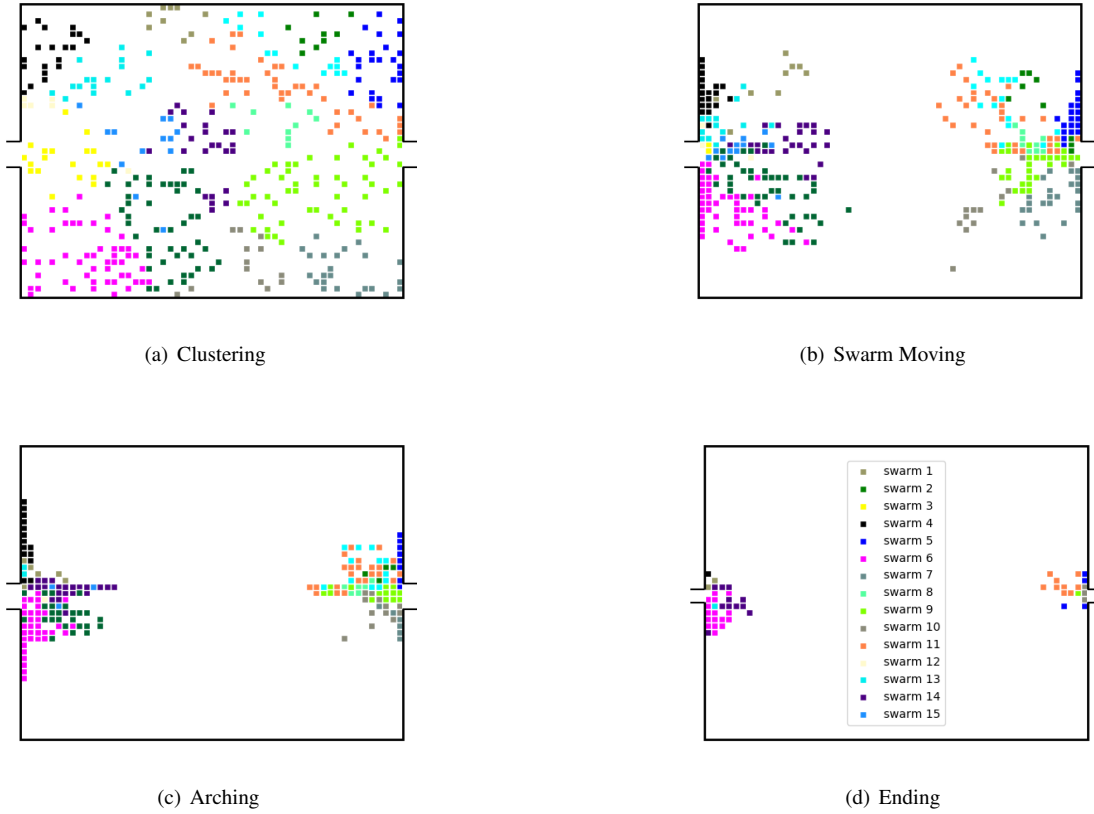 (a) Clustering
(b) Swarm Moving
swarm 1
swarm 2
swarm 3
swarm 4
swarm 5
swarm 6
swarm 7
swarm 8
swarm 9
swarm 10
swarm 11
swarm 12
swarm 13
swarm 14
swarm 15
(c) Arching
(d) Ending